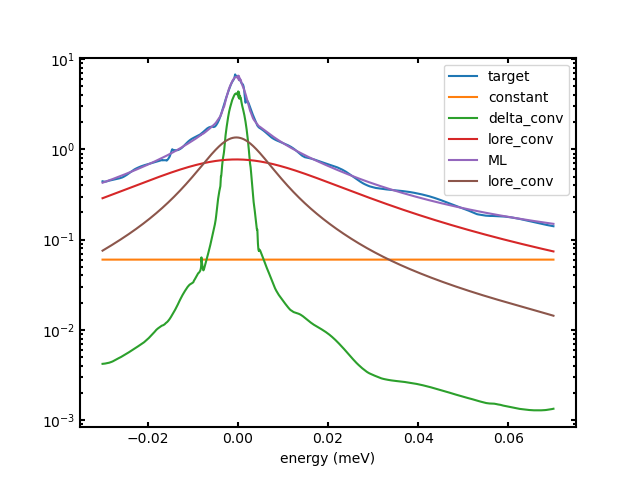 10¹
10⁰
10⁻¹
10⁻²
10⁻³
target
constant
delta_conv
lore_conv
ML
lore_conv
−0.02 0.00 0.02 0.04 0.06
energy (meV)